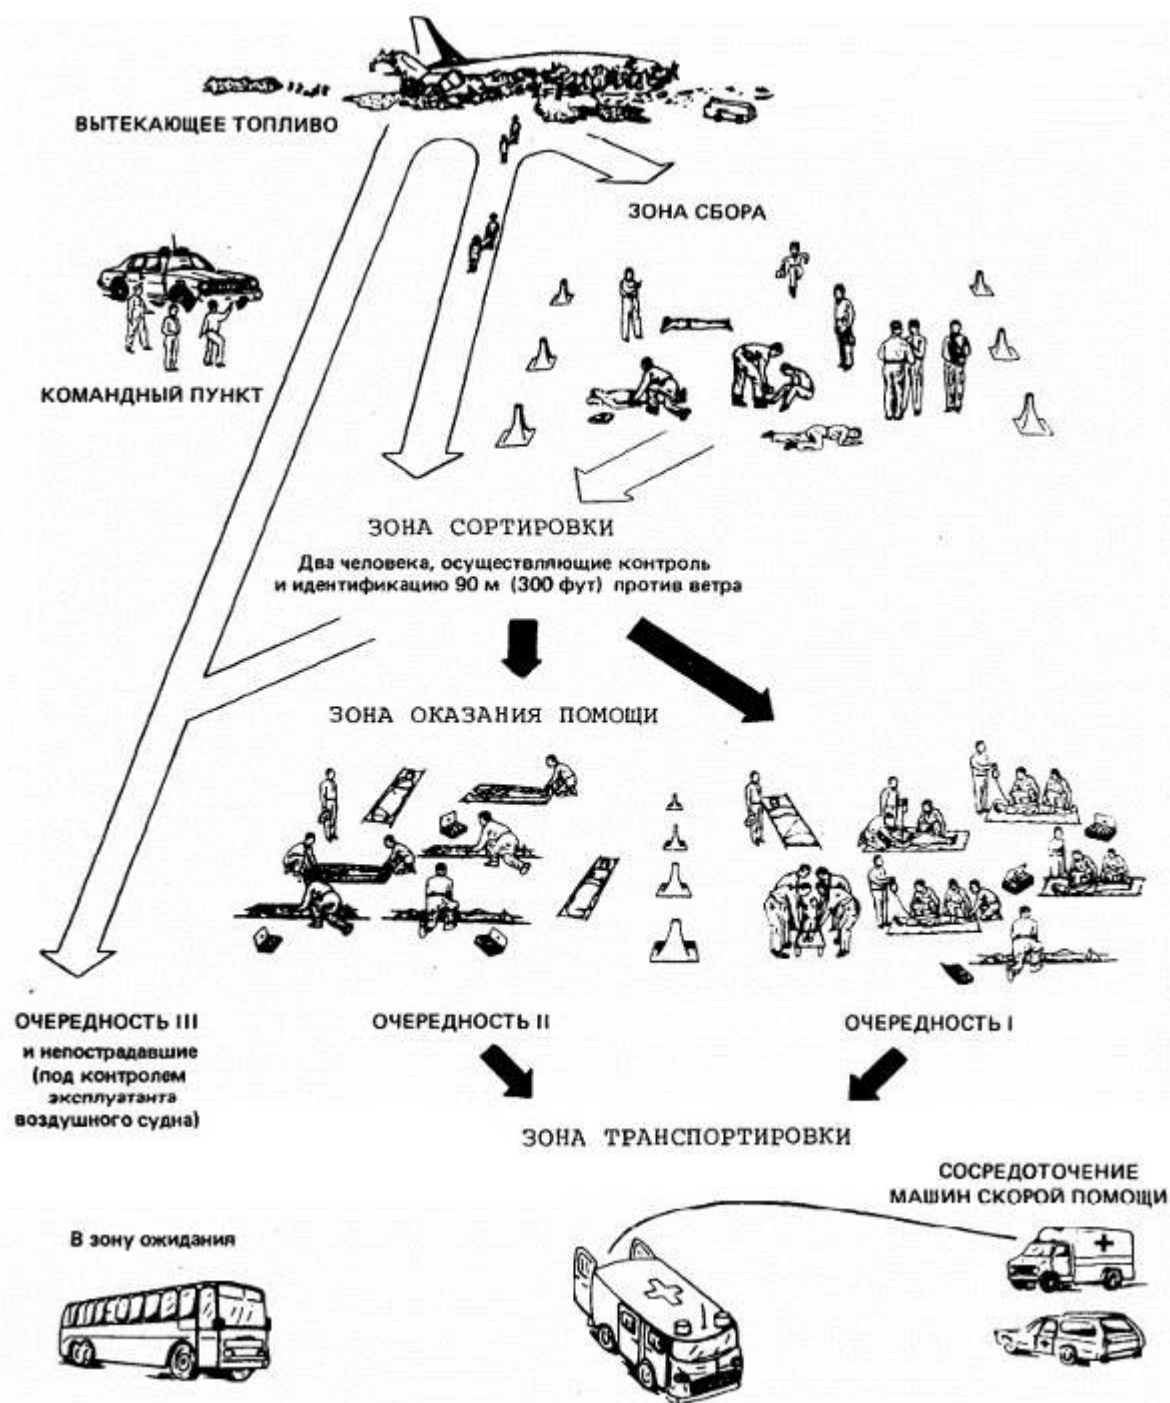 ВЫТЕКАЮЩЕЕ ТОПЛИВО
ЗОНА СБОРА
КОМАНДНЫЙ ПУНКТ
ЗОНА СОРТИРОВКИ
Два человека, осуществляющие контроль
и идентификацию 90 м (300 фут) против ветра
ЗОНА ОКАЗАНИЯ ПОМОЩИ
ОЧЕРЕДНОСТЬ III
и непострадавшие
(под контролем
эксплуатанта
воздушного судна)
ОЧЕРЕДНОСТЬ II
ОЧЕРЕДНОСТЬ I
ЗОНА ТРАНСПОРТИРОВКИ
СОСРЕДОТОЧЕНИЕ
МАШИН СКОРОЙ ПОМОЩИ
В зону ожидания